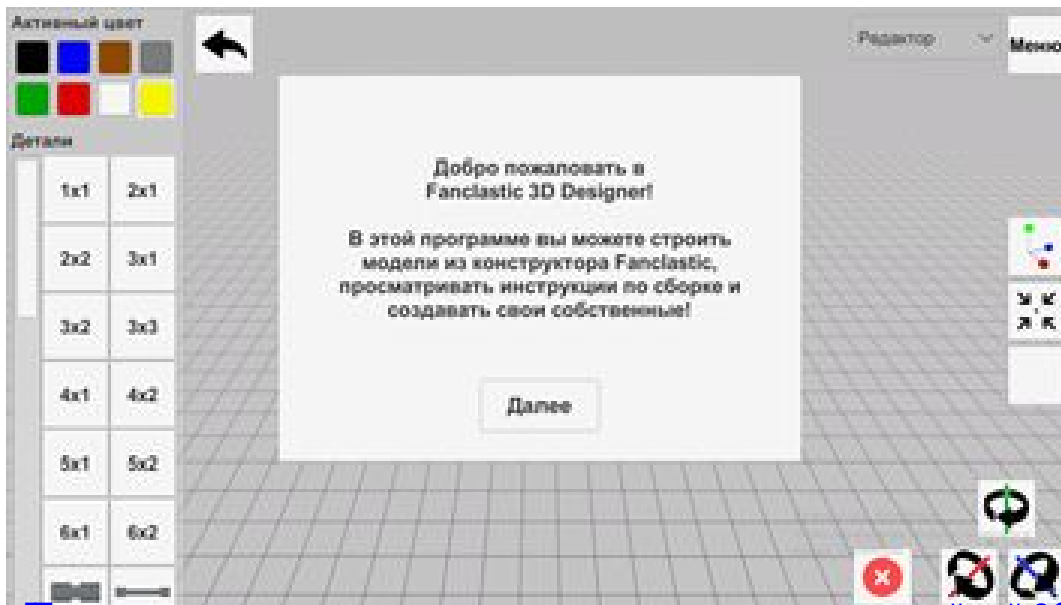 Активный цвет
Редактор
Меню
Детали
1x1 2x1
2x2 3x1
3x2 3x3
4x1 4x2
5x1 5x2
6x1 6x2
Добро пожаловать в
Fanclastic 3D Designer!
В этой программе вы можете строить
модели из конструктора Fanclastic,
просматривать инструкции по сборке и
создавать свои собственные!
Далее